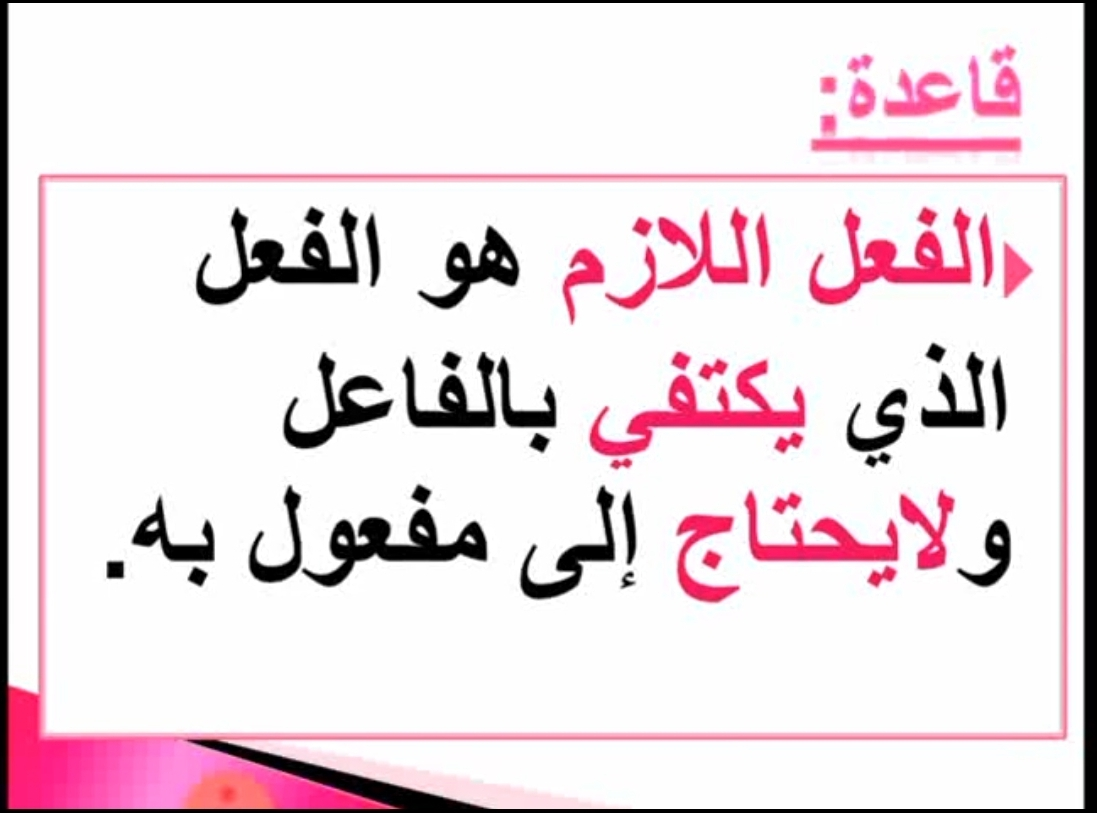 قاعدة:
الفعل اللازم هو الفعل
الذي يكتفي بالفاعل
ولايحتاج إلى مفعول به.